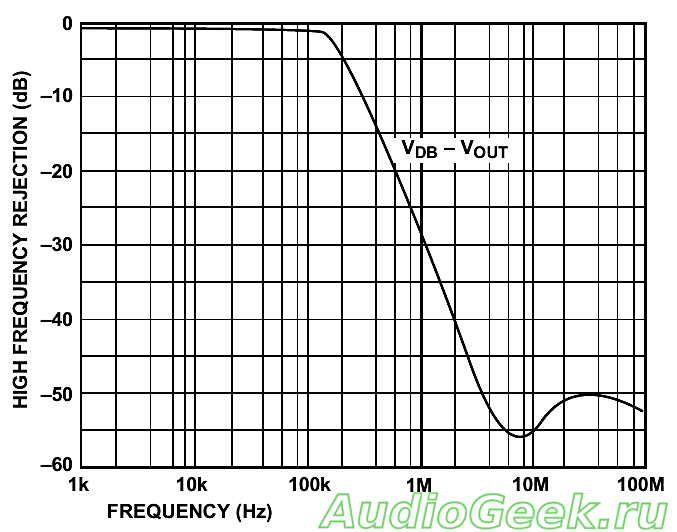 HIGH FREQUENCY REJECTION (dB)
0
–10
–20
–30
–40
–50
–60
VDB – VOUT
1k 10k 100k 1M 10M 100M
FREQUENCY (Hz)
AudioGeek.ru